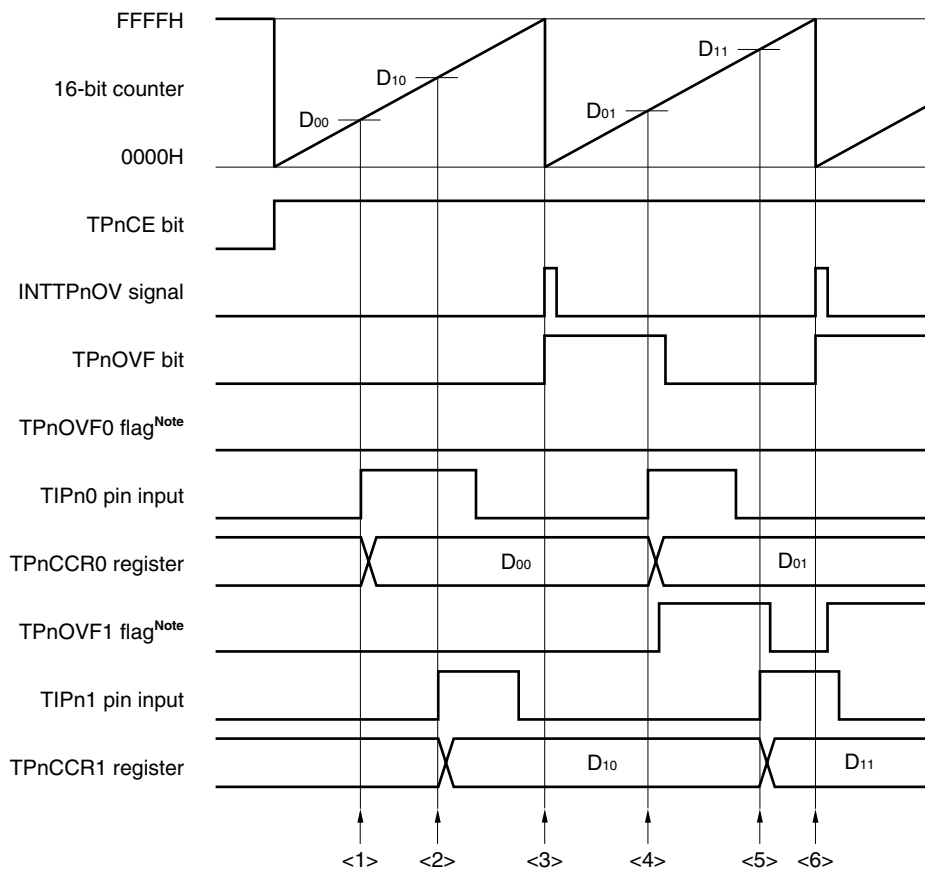 FFFFH
D11
D10
16-bit counter
D01
D00
0000H
TPnCE bit
INTTPnOV signal
TPnOVF bit
TPnOVF0 flagNote
TIPn0 pin input
TPnCCR0 register
D00
D01
TPnOVF1 flagNote
TIPn1 pin input
TPnCCR1 register
D10
D11
<1>
<2>
<3>
<4>
<5>
<6>